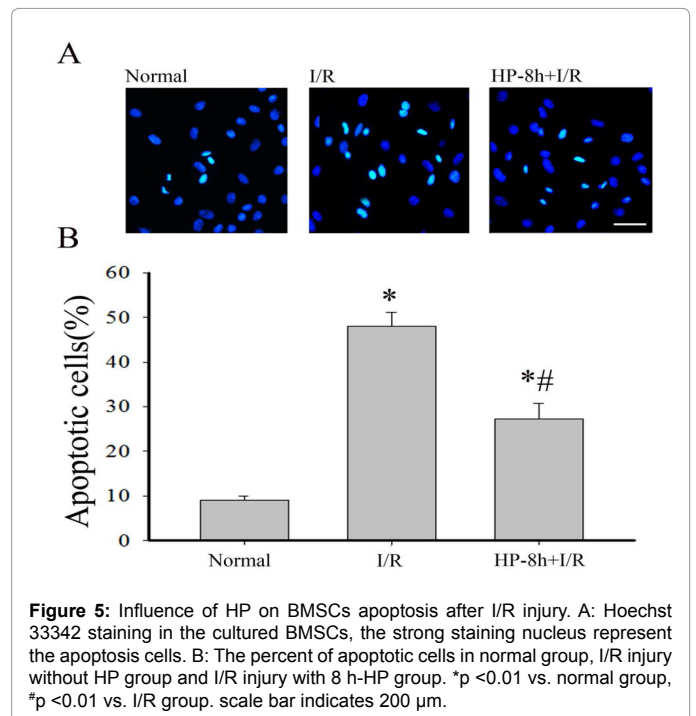 A
Normal
I/R
HP-8h+I/R
B
Apoptotic cells(%)
60
50
40
30
20
10
0
*
*#
Normal
I/R
HP-8h+I/R
Figure 5: Influence of HP on BMSCs apoptosis after I/R injury. A: Hoechst
33342 staining in the cultured BMSCs, the strong staining nucleus represent
the apoptosis cells. B: The percent of apoptotic cells in normal group, I/R injury
without HP group and I/R injury with 8 h-HP group. *p <0.01 vs. normal group,
#p <0.01 vs. I/R group. scale bar indicates 200 µm.